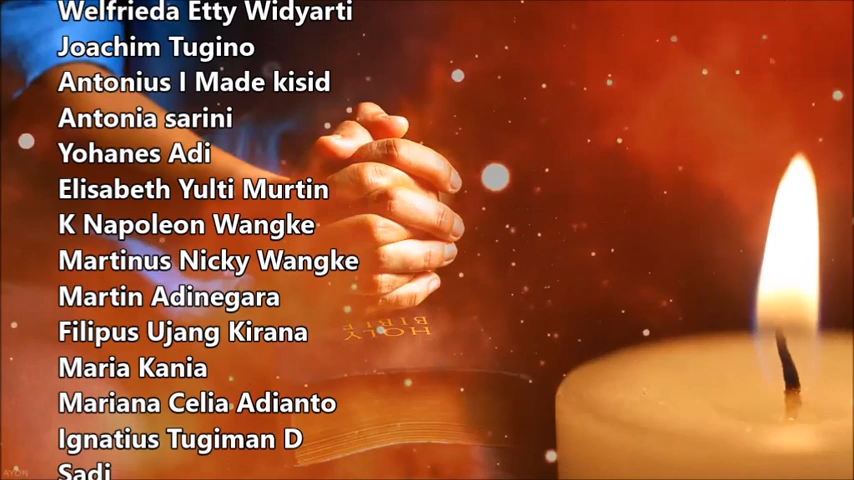 Welfrieda Etty Widyarti
Joachim Tugino
Antonius I Made kisid
Antonia sarini
Yohanes Adi
Elisabeth Yulti Murtin
K Napoleon Wangke
Martinus Nicky Wangke
Martin Adinegara
Filipus Ujang Kirana
Maria Kania
Mariana Celia Adianto
Ignatius Tugiman D
Sadi
HOLY
BIBLE
AYON